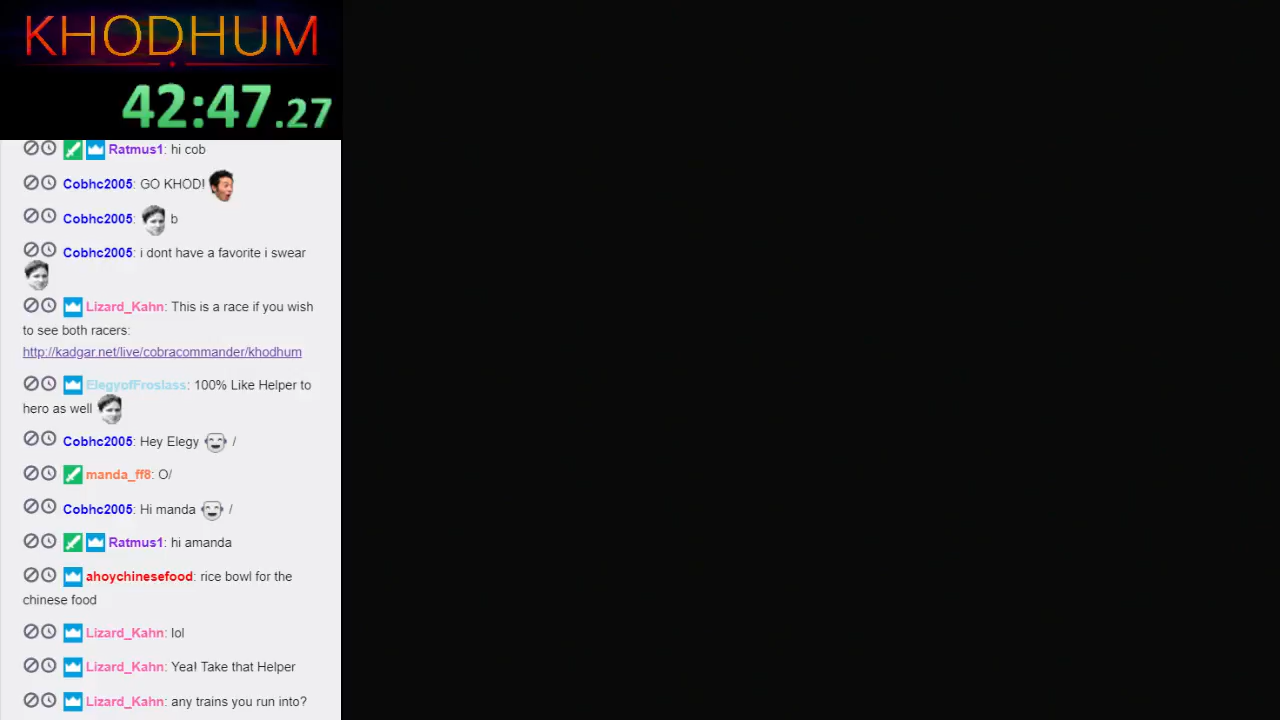 KHODHUM
42:47.27
Ratmus1: hi cob
Cobhc2005: GO KHOD!
Cobhc2005: b
Cobhc2005: i dont have a favorite i swear
Lizard_Kahn: This is a race if you wish
to see both racers:
http://kadgar.net/live/cobracommander/khodhum
ElegyofFroslass: 100% Like Helper to
hero as well
Cobhc2005: Hey Elegy /
manda_ff8: O/
Cobhc2005: Hi manda /
Ratmus1: hi amanda
ahoychinesefood: rice bowl for the
chinese food
Lizard_Kahn: lol
Lizard_Kahn: Yea! Take that Helper
Lizard_Kahn: any trains you run into?